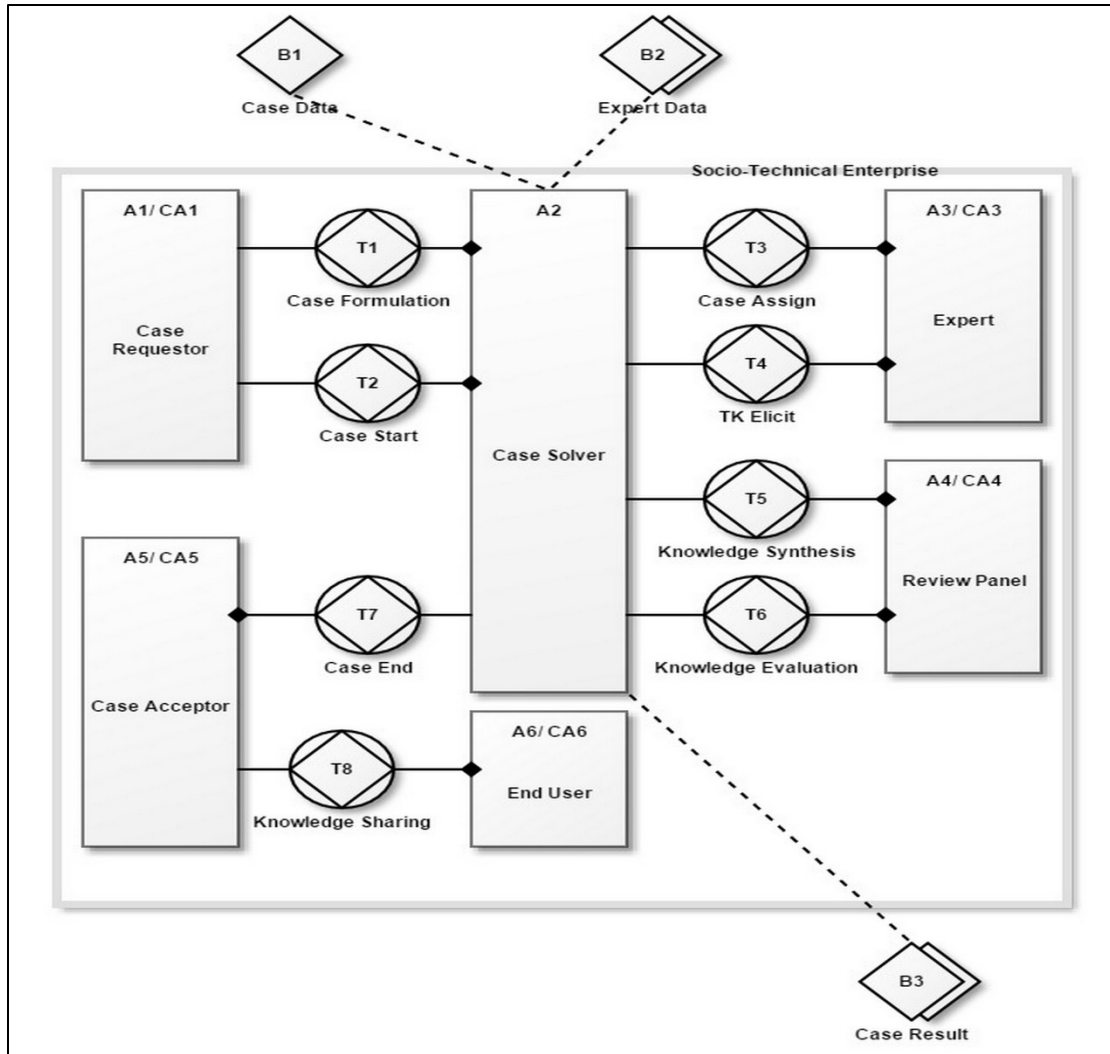 B1
Case Data
B2
Expert Data
Socio-Technical Enterprise
A1/ CA1
Case
Requestor
T1
Case Formulation
T2
Case Start
A2
Case Solver
T3
Case Assign
T4
TK Elicit
A3/ CA3
Expert
T5
Knowledge Synthesis
T6
Knowledge Evaluation
A4/ CA4
Review Panel
A5/ CA5
Case Acceptor
T7
Case End
T8
Knowledge Sharing
A6/ CA6
End User
B3
Case Result